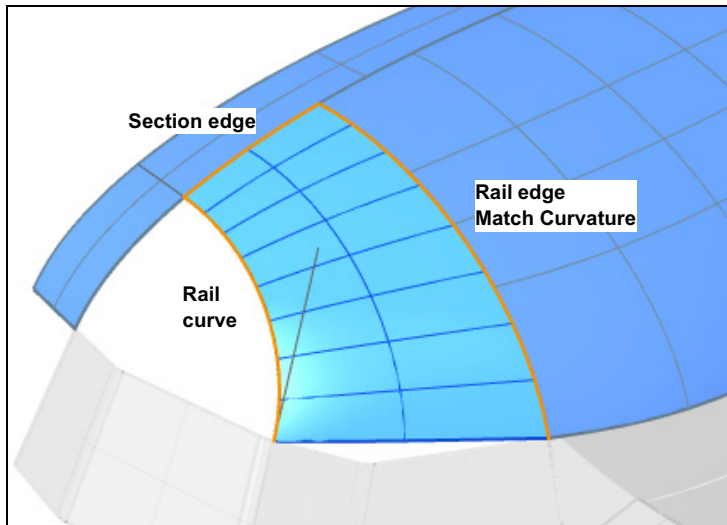 Section edge
Rail edge
Match Curvature
Rail
curve